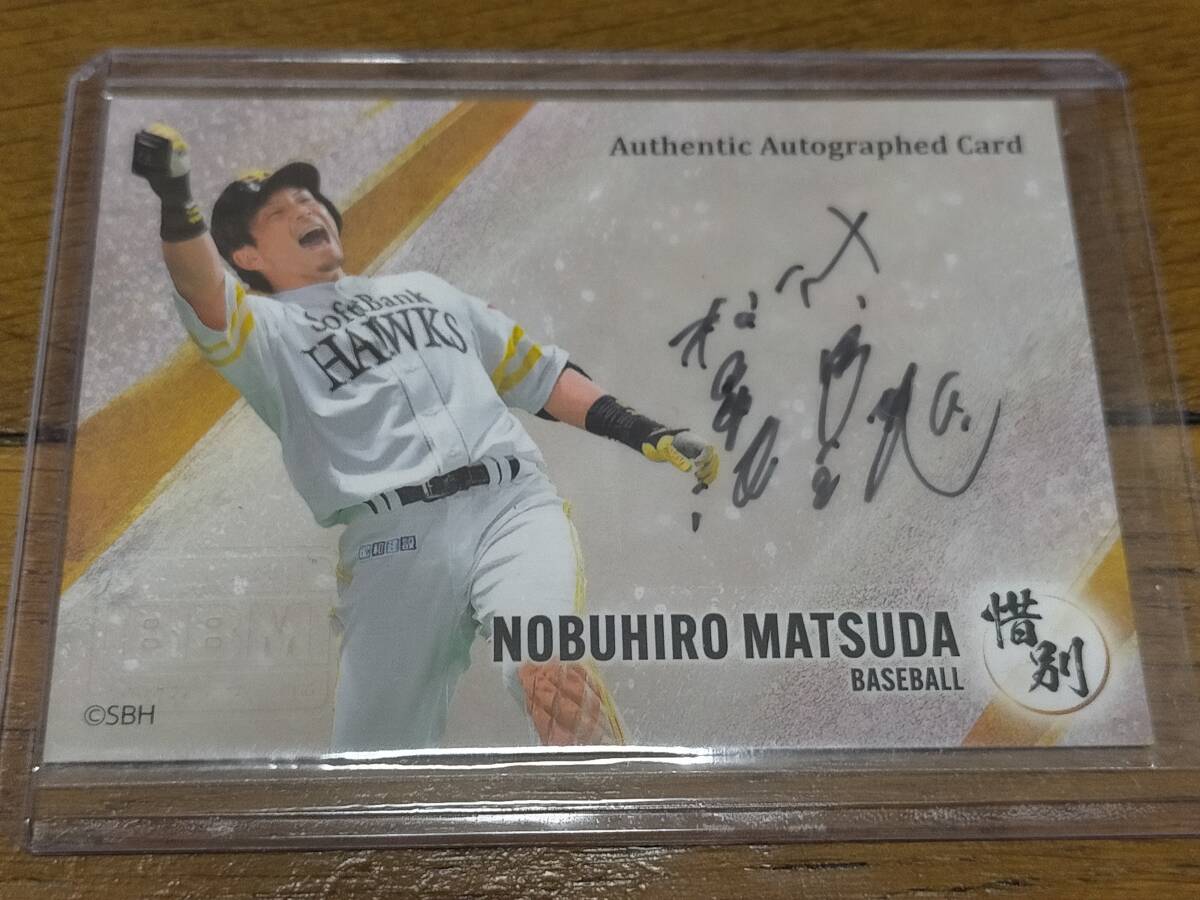 Authentic Autographed Card
SoftBank
HAWKS
NOBUHIRO MATSUDA
BASEBALL
惜別
©SBH